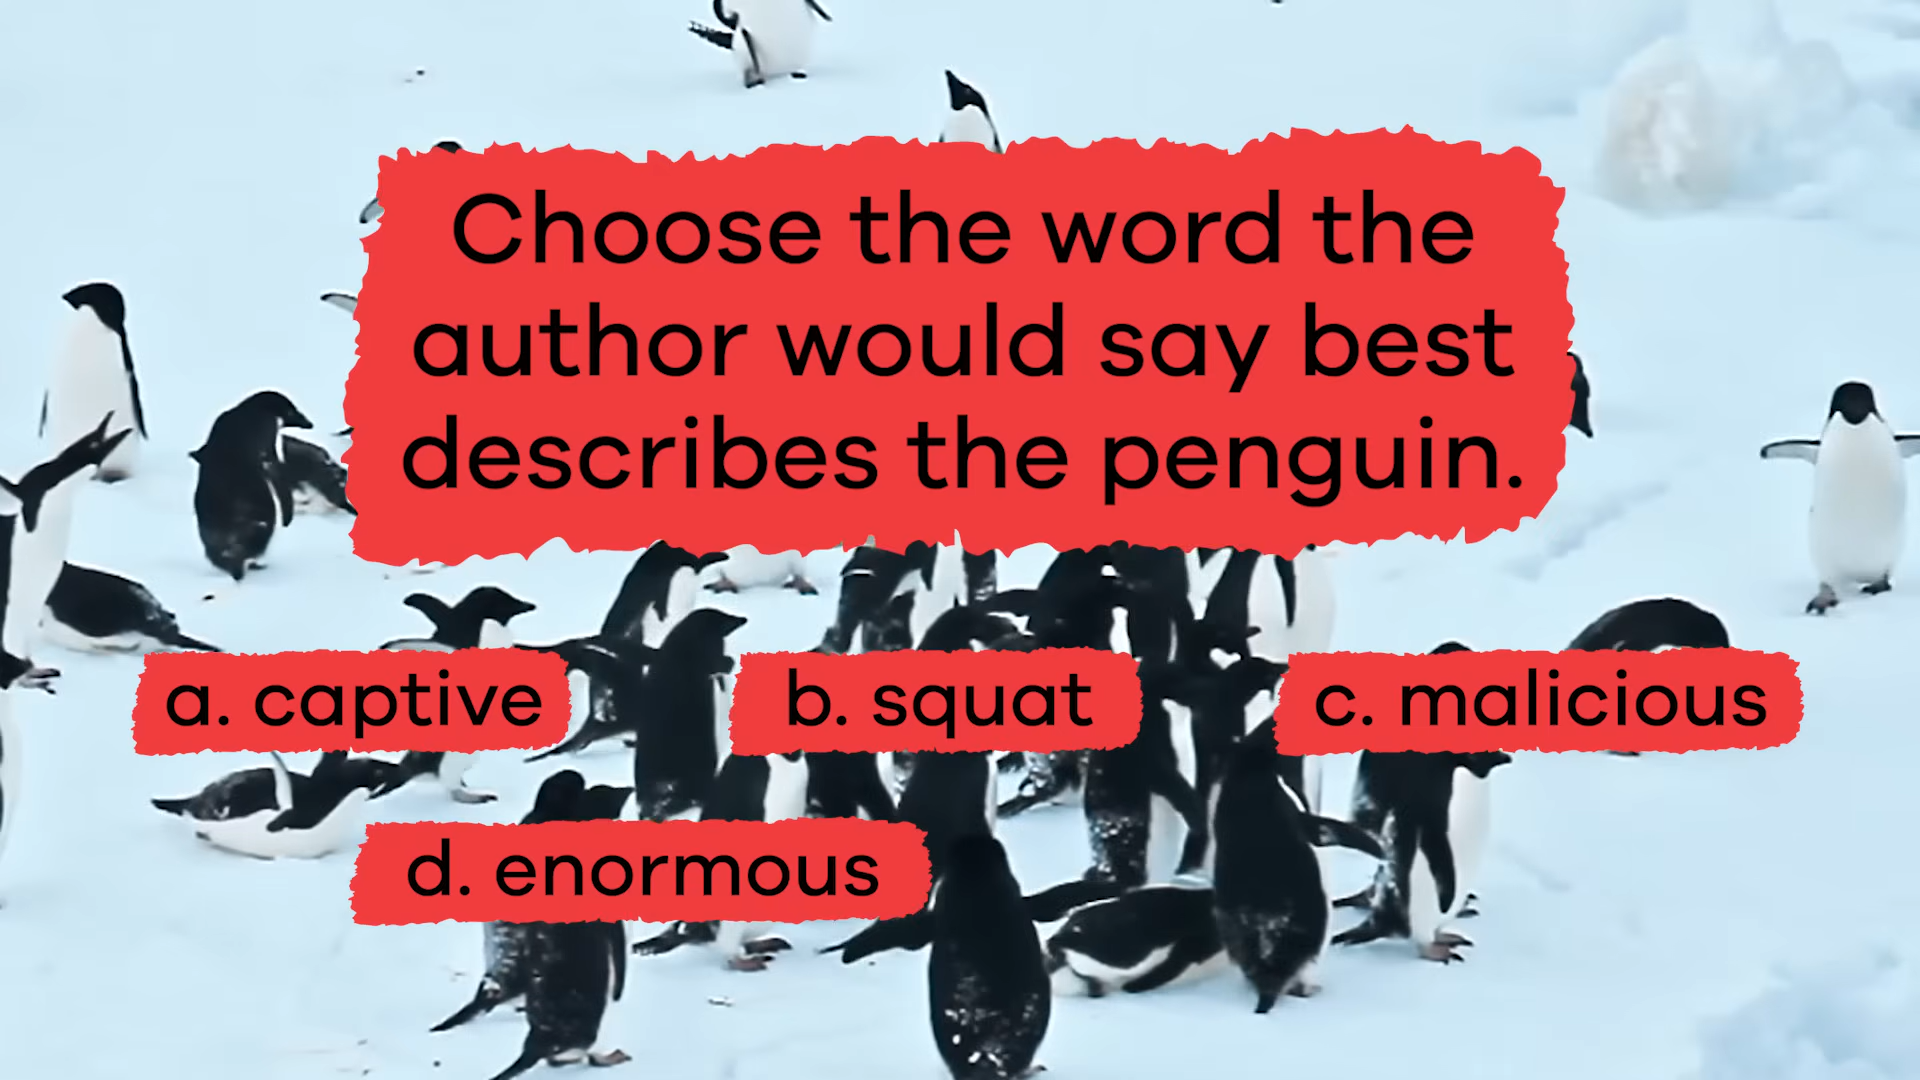 Choose the word the
author would say best
describes the penguin.
a. captive
b. squat
c. malicious
d. enormous